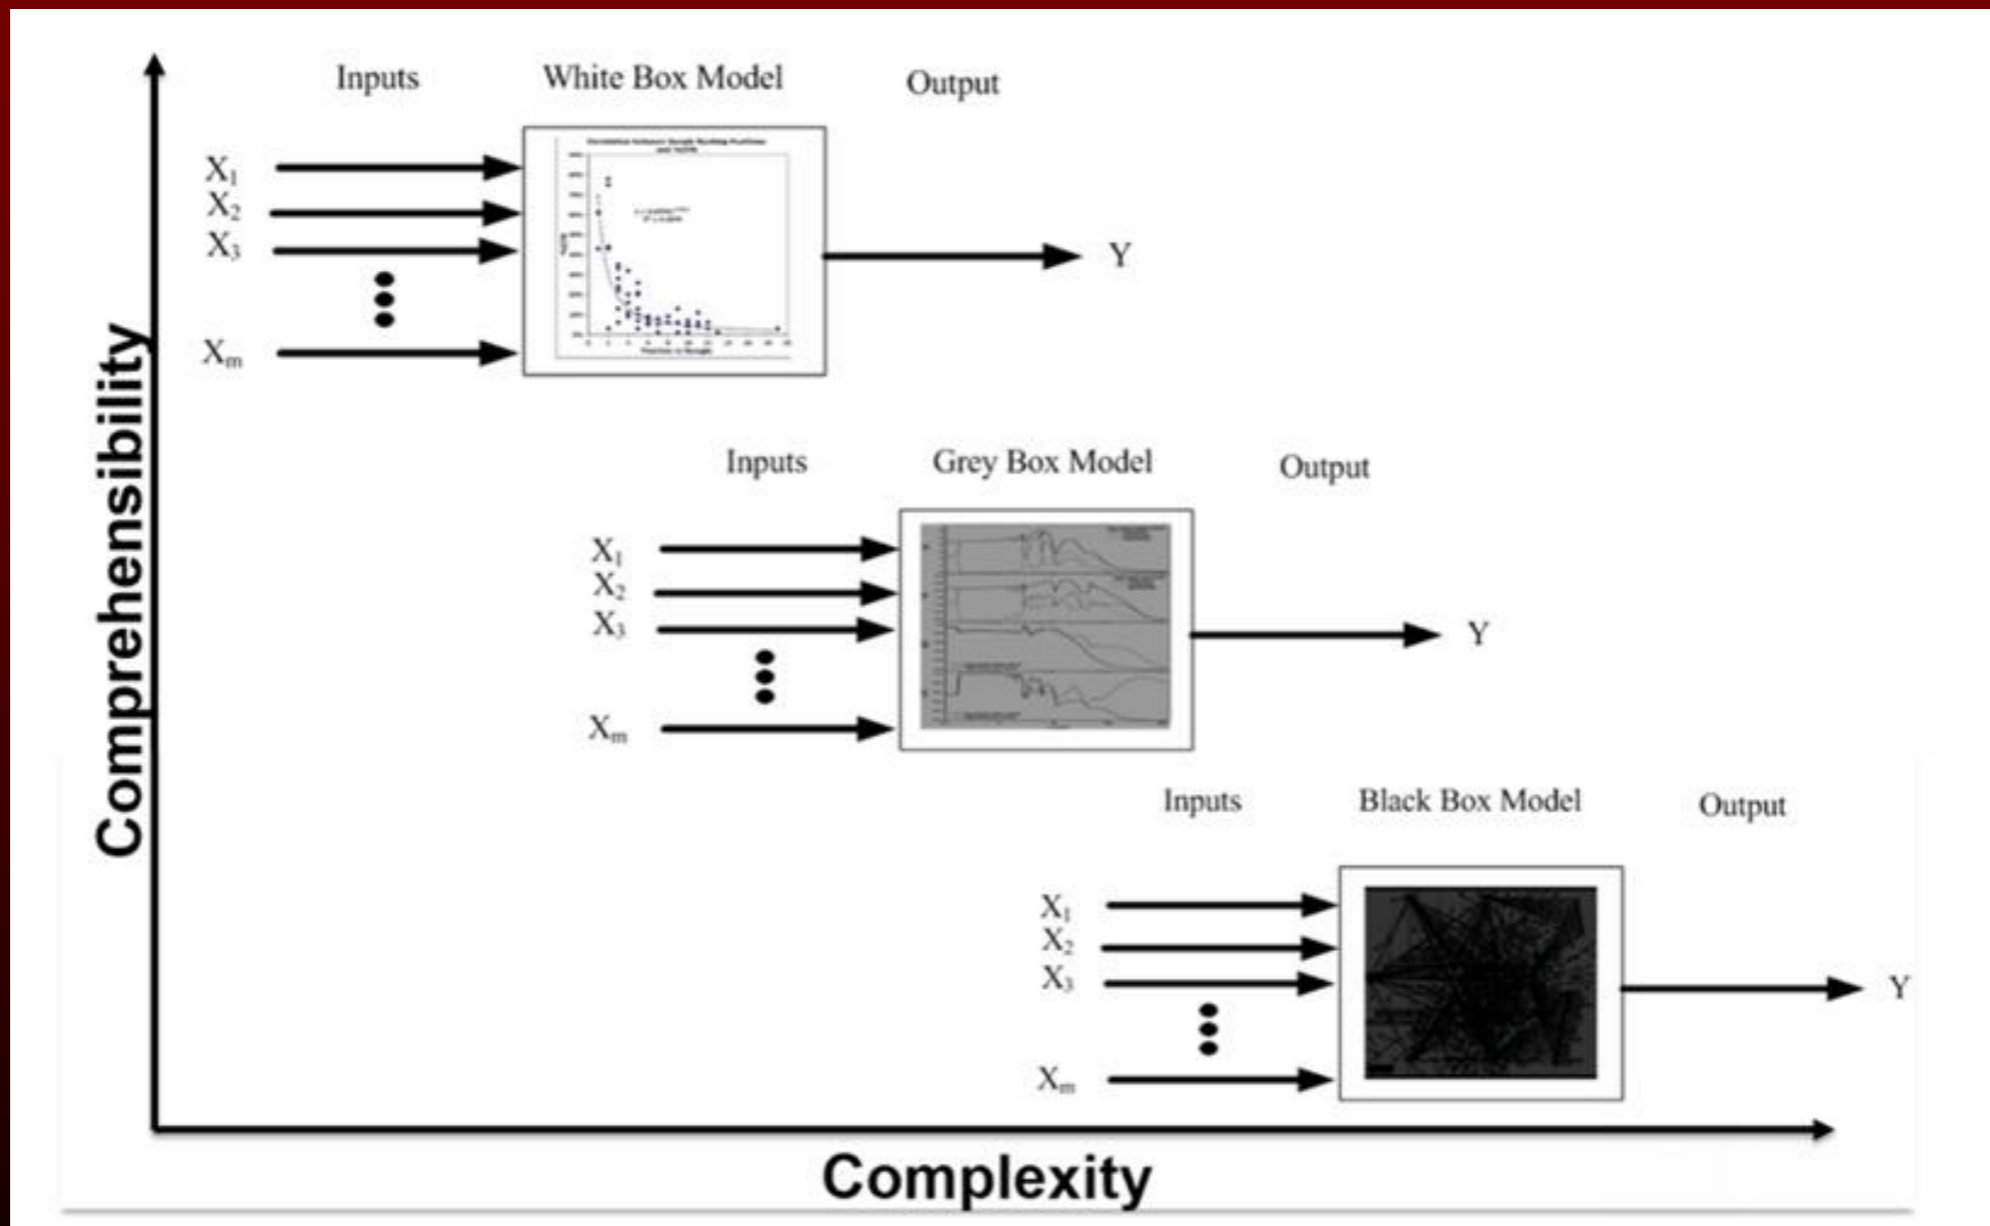 Inputs White Box Model Output
X1
X2
X3
Xm
Y
Inputs Grey Box Model Output
X1
X2
X3
Xm
Y
Inputs Black Box Model Output
X1
X2
X3
Xm
Y
Comprehensibility
Complexity